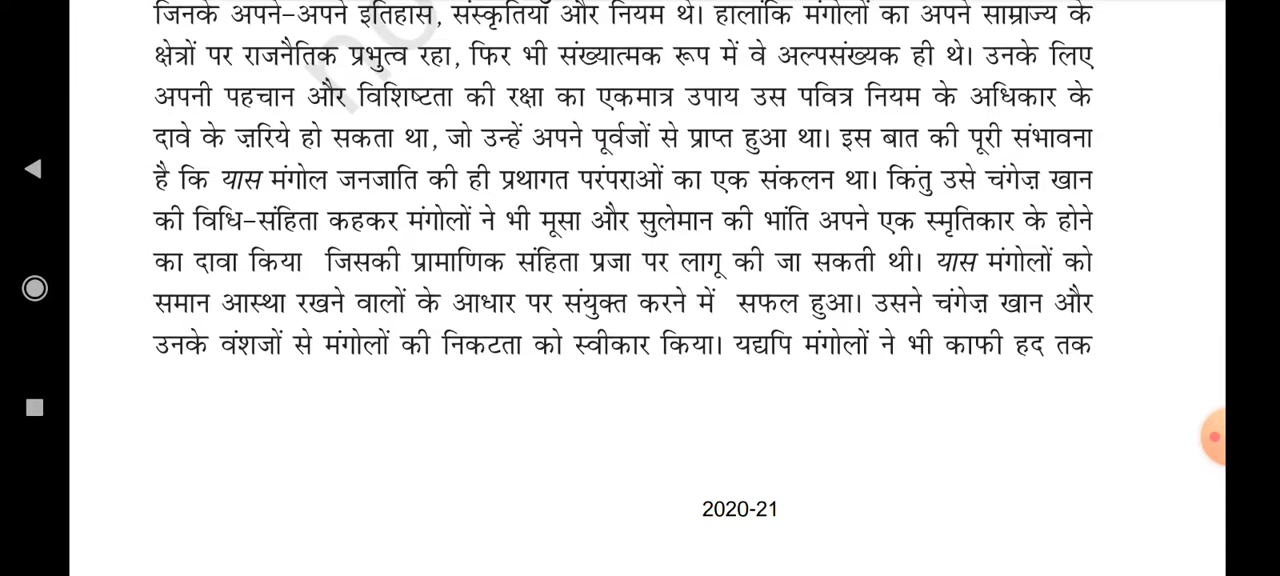 जिनके अपने-अपने इतिहास, संस्कृतियाँ और नियम थे। हालांकि मंगोलों का अपने साम्राज्य के
क्षेत्रों पर राजनैतिक प्रभुत्व रहा, फिर भी संख्यात्मक रूप में वे अल्पसंख्यक ही थे। उनके लिए
अपनी पहचान और विशिष्टता की रक्षा का एकमात्र उपाय उस पवित्र नियम के अधिकार के
दावे के ज़रिये हो सकता था, जो उन्हें अपने पूर्वजों से प्राप्त हुआ था। इस बात की पूरी संभावना
है कि यास मंगोल जनजाति की ही प्रथागत परंपराओं का एक संकलन था। किंतु उसे चंगेज़ खान
की विधि-संहिता कहकर मंगोलों ने भी मूसा और सुलेमान की भांति अपने एक स्मृतिकार के होने
का दावा किया जिसकी प्रामाणिक संहिता प्रजा पर लागू की जा सकती थी। यास मंगोलों को
समान आस्था रखने वालों के आधार पर संयुक्त करने में सफल हुआ। उसने चंगेज़ खान और
उनके वंशजों से मंगोलों की निकटता को स्वीकार किया। यद्यपि मंगोलों ने भी काफी हद तक
2020-21